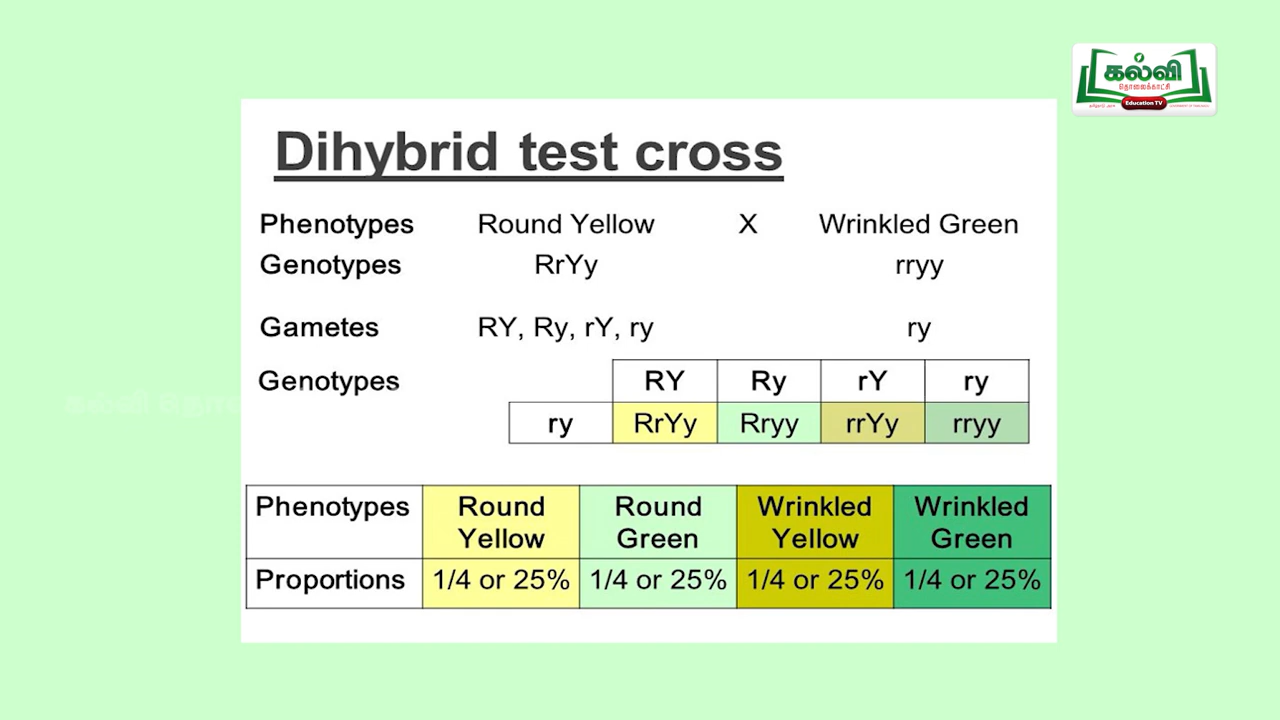 கல்வி
தொலைக்காட்சி
Education TV
Dihybrid test cross
Phenotypes Round Yellow X Wrinkled Green
Genotypes RrYy rryy
Gametes RY, Ry, rY, ry ry
Genotypes RY Ry rY ry
ry RrYy Rryy rrYy rryy
Phenotypes Round Yellow Round Green Wrinkled Yellow Wrinkled Green
Proportions 1/4 or 25% 1/4 or 25% 1/4 or 25% 1/4 or 25%